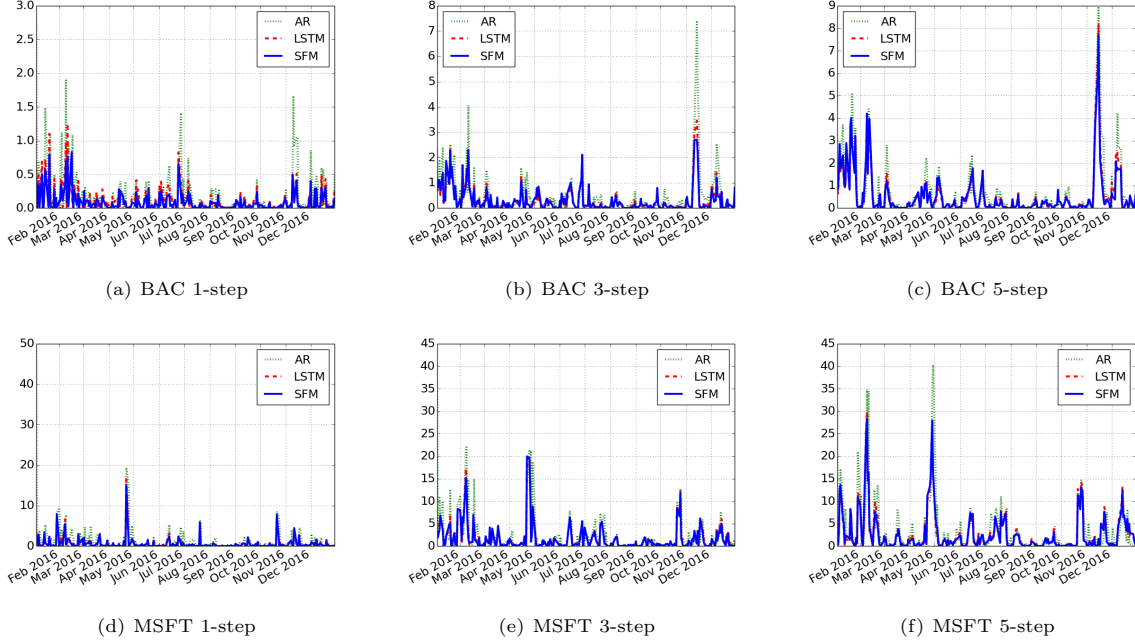 3.0
2.5
2.0
1.5
1.0
0.5
0.0
AR
LSTM
SFM
Feb 2016
Mar 2016
Apr 2016
May 2016
Jun 2016
Jul 2016
Aug 2016
Sep 2016
Oct 2016
Nov 2016
Dec 2016
(a) BAC 1-step
8
7
6
5
4
3
2
1
0
AR
LSTM
SFM
Feb 2016
Mar 2016
Apr 2016
May 2016
Jun 2016
Jul 2016
Aug 2016
Sep 2016
Oct 2016
Nov 2016
Dec 2016
(b) BAC 3-step
9
8
7
6
5
4
3
2
1
0
AR
LSTM
SFM
Feb 2016
Mar 2016
Apr 2016
May 2016
Jun 2016
Jul 2016
Aug 2016
Sep 2016
Oct 2016
Nov 2016
Dec 2016
(c) BAC 5-step
50
40
30
20
10
0
AR
LSTM
SFM
Feb 2016
Mar 2016
Apr 2016
May 2016
Jun 2016
Jul 2016
Aug 2016
Sep 2016
Oct 2016
Nov 2016
Dec 2016
(d) MSFT 1-step
45
40
35
30
25
20
15
10
5
0
AR
LSTM
SFM
Feb 2016
Mar 2016
Apr 2016
May 2016
Jun 2016
Jul 2016
Aug 2016
Sep 2016
Oct 2016
Nov 2016
Dec 2016
(e) MSFT 3-step
45
40
35
30
25
20
15
10
5
0
AR
LSTM
SFM
Feb 2016
Mar 2016
Apr 2016
May 2016
Jun 2016
Jul 2016
Aug 2016
Sep 2016
Oct 2016
Nov 2016
Dec 2016
(f) MSFT 5-step